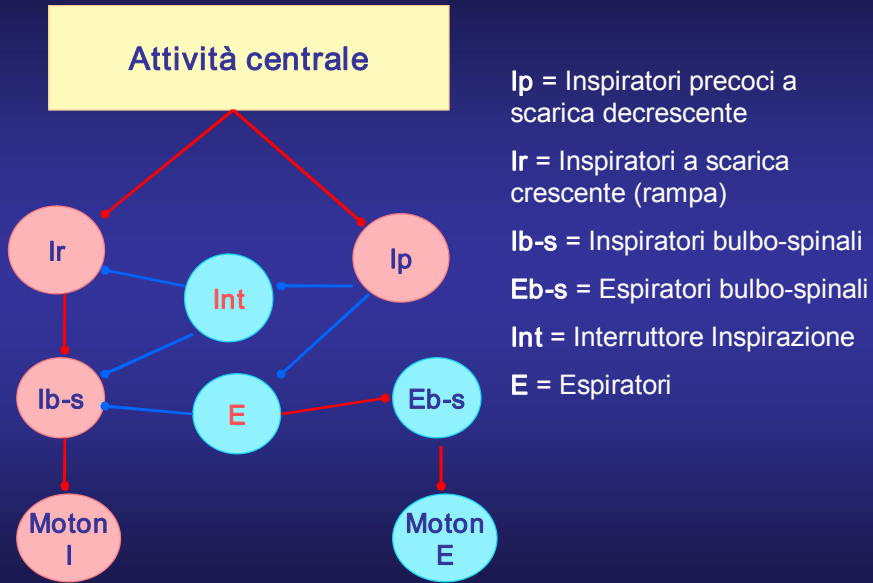 Attività centrale
Ip = Inspiratori precoci a
scarica decrescente
Ir = Inspiratori a scarica
crescente (rampa)
Ib-s = Inspiratori bulbo-spinali
Eb-s = Espiratori bulbo-spinali
Int = Interruttore Inspirazione
E = Espiratori
Ir
Ip
Int
Ib-s
E
Eb-s
Moton
I
Moton
E